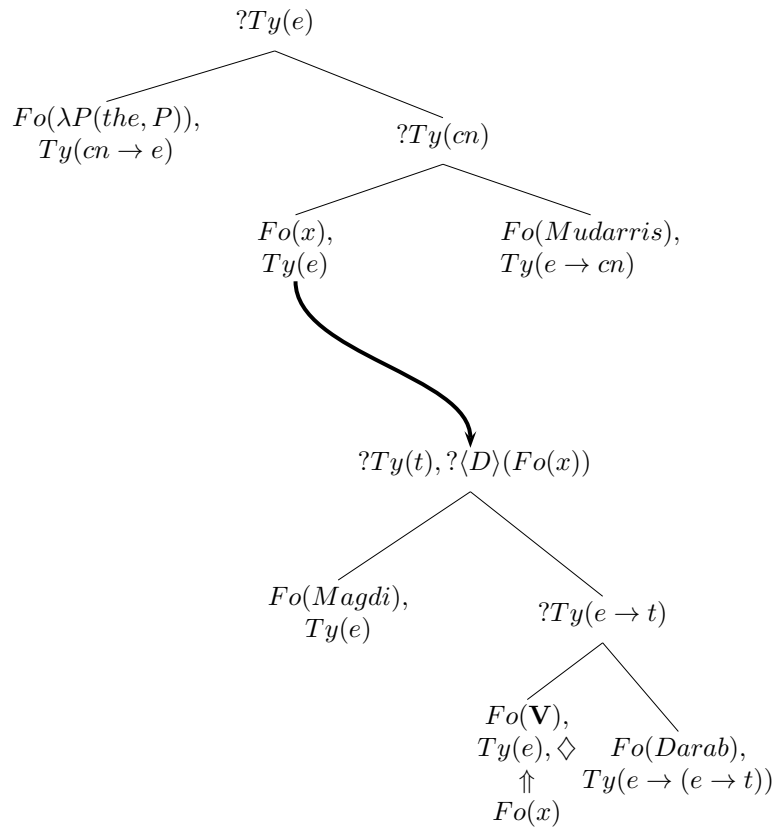 ?Ty(e)
Fo(λP(the, P)),
Ty(cn → e)
?Ty(cn)
Fo(x),
Ty(e)
Fo(Mudarris),
Ty(e → cn)
?Ty(t), ?⟨D⟩(Fo(x))
Fo(Magdi),
Ty(e)
?Ty(e → t)
Fo(V),
Ty(e), ♢
⇑
Fo(x)
Fo(Darab),
Ty(e → (e → t))